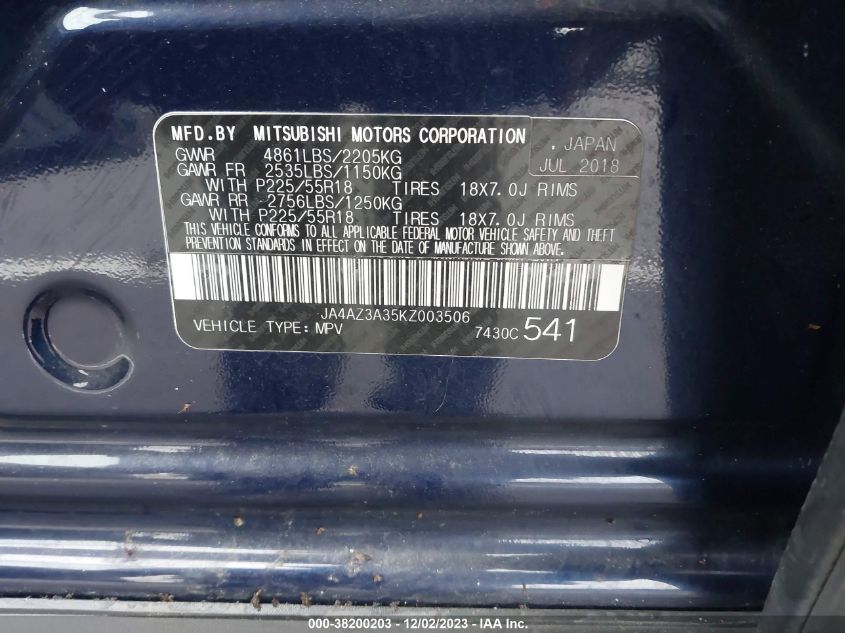 MFD.BY MITSUBISHI MOTORS CORPORATION
. JAPAN
JUL 2018
GVWR 4861LBS/2205KG
GAWR FR 2535LBS/1150KG
WITH P225/55R18 TIRES 18X7.0J RIMS
GAWR RR 2756LBS/1250KG
WITH P225/55R18 TIRES 18X7.0J RIMS
THIS VEHICLE CONFORMS TO ALL APPLICABLE FEDERAL MOTOR VEHICLE SAFETY AND THEFT
PREVENTION STANDARDS IN EFFECT ON THE DATE OF MANUFACTURE SHOWN ABOVE.
JA4AZ3A35KZ003506
VEHICLE TYPE: MPV 7430C 541
000-38200203 - 12/02/2023 - IAAI.com